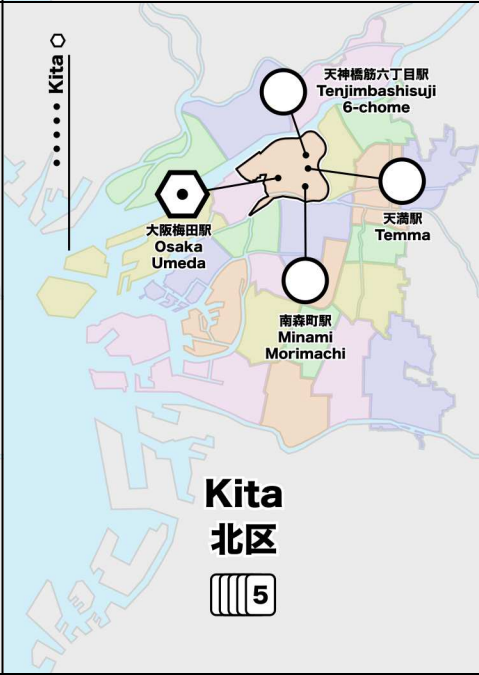 Kita
天神橋筋六丁目駅
Tenjimbashisuji
6-chome
大阪梅田駅
Osaka
Umeda
天満駅
Temma
南森町駅
Minami
Morimachi
Kita
北区
5